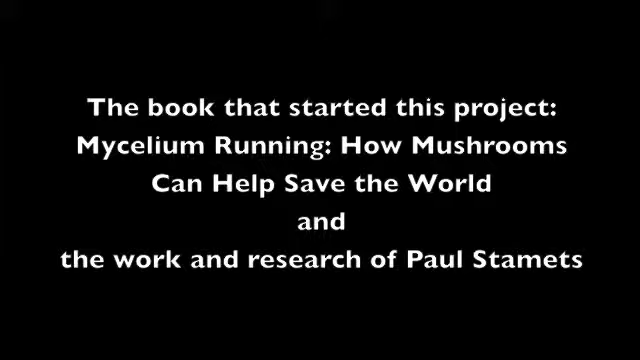 The book that started this project:
Mycelium Running: How Mushrooms
Can Help Save the World
and
the work and research of Paul Stamets